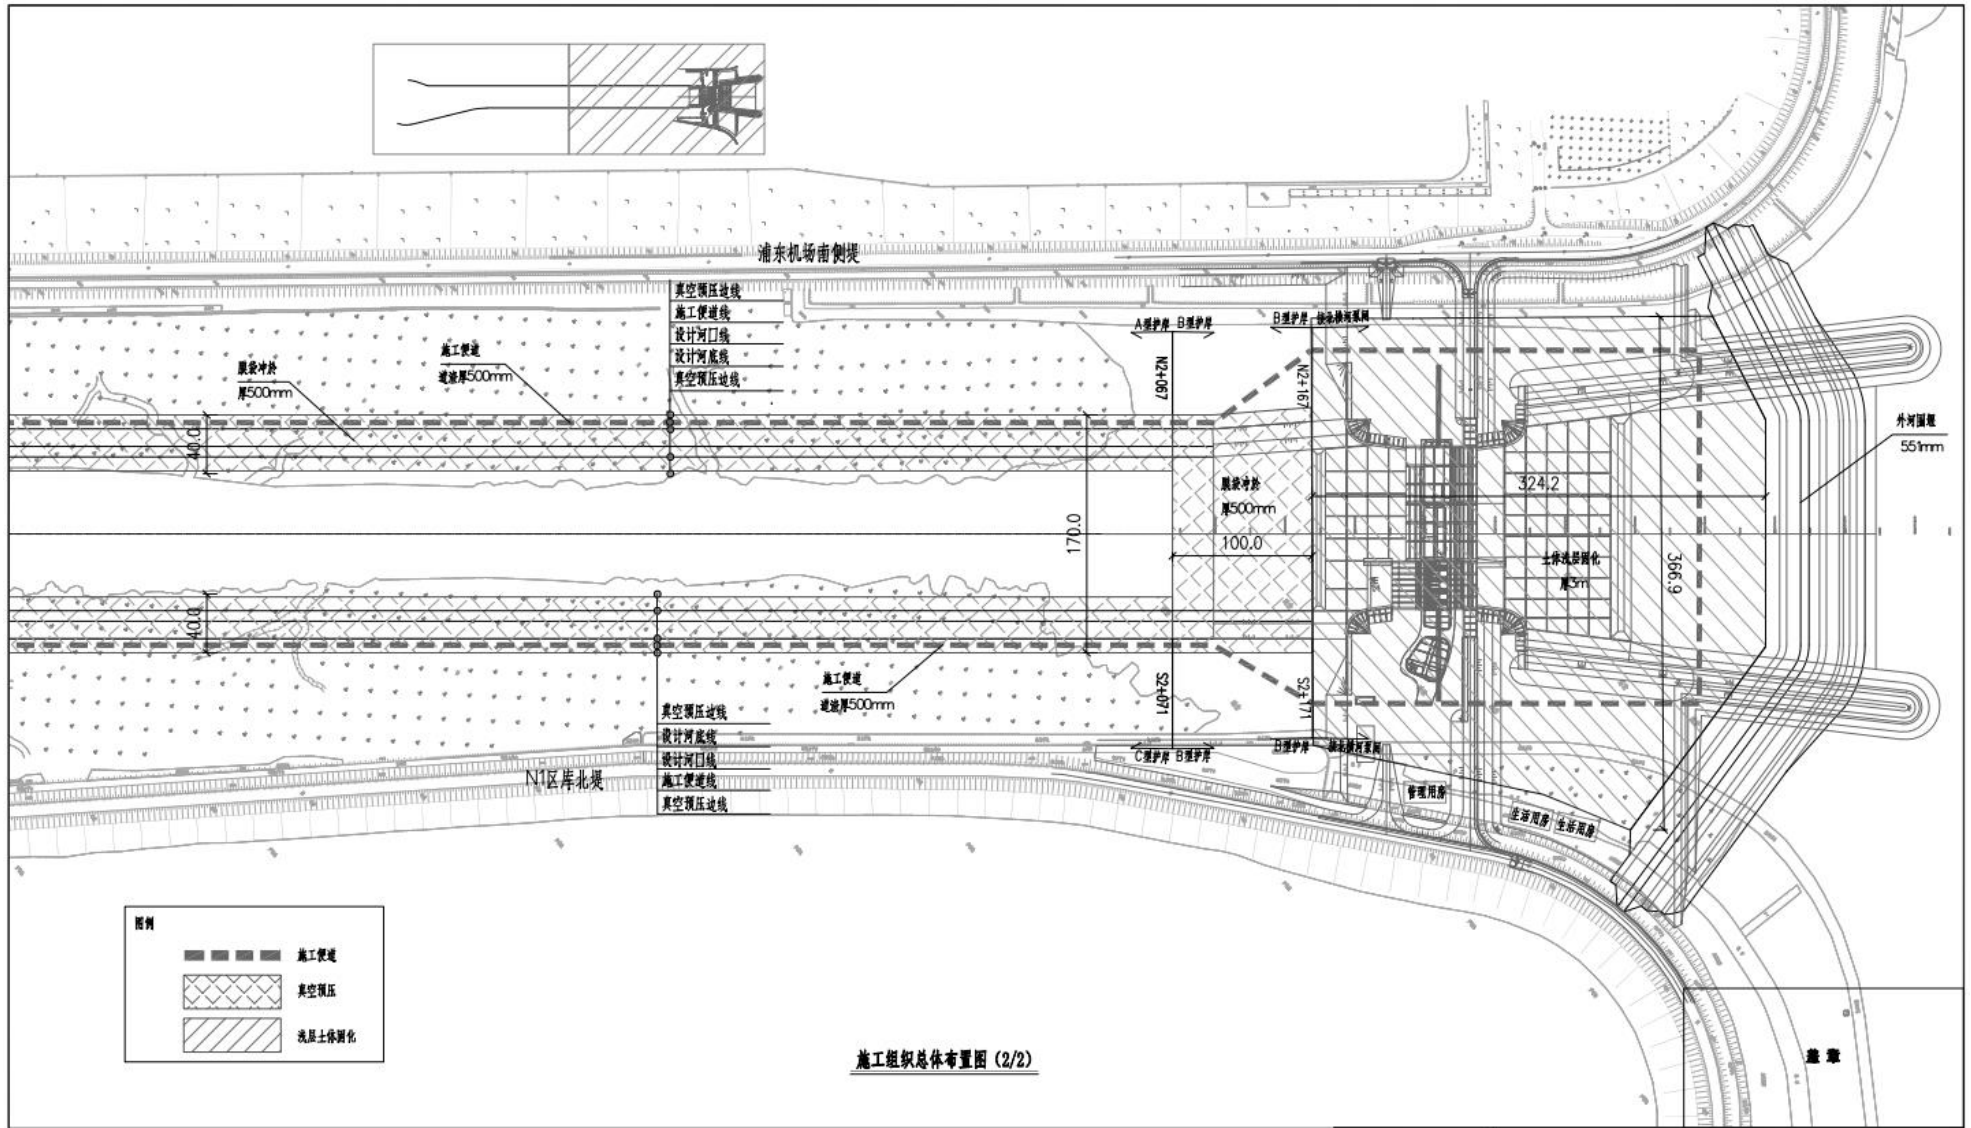 浦东机场南侧堤
真空预压边线
施工便道线
设计河口线
设计河底线
真空预压边线
施工便道
道渣厚500mm
膜袋冲淤
厚500mm
A型护岸 B型护岸
B型护岸
N2+067
N2+167
外河围堰
551mm
40.0
膜袋冲淤
厚500mm
324.2
170.0
100.0
土体浅层固化
厚3m
366.9
40.0
施工便道
道渣厚500mm
S2+071
S2+171
真空预压边线
设计河底线
设计河口线
施工便道线
真空预压边线
C型护岸 B型护岸
B型护岸
N1区库北堤
管理用房
生活用房 生活用房
图例
施工便道
真空预压
浅层土体固化
施工组织总体布置图 (2/2)
盖章